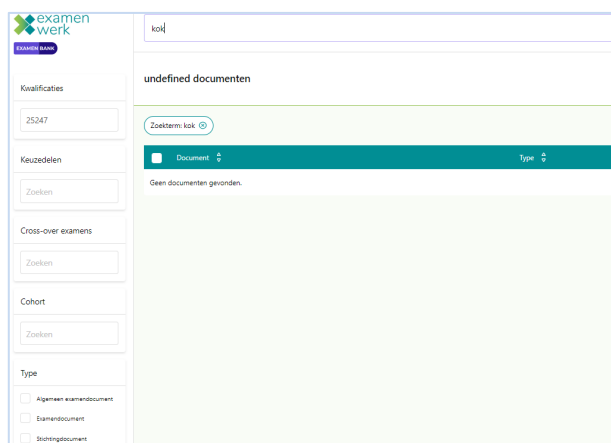 examen
werk
EXAMEN BANK
kok
undefined documenten
Kwalificaties
25247
Zoekterm: kok
Document
Type
Keuzedelen
Geen documenten gevonden.
Zoeken
Cross-over examens
Zoeken
Cohort
Zoeken
Type
Algemeen examendocument
Examendocument
Stichtingdocument